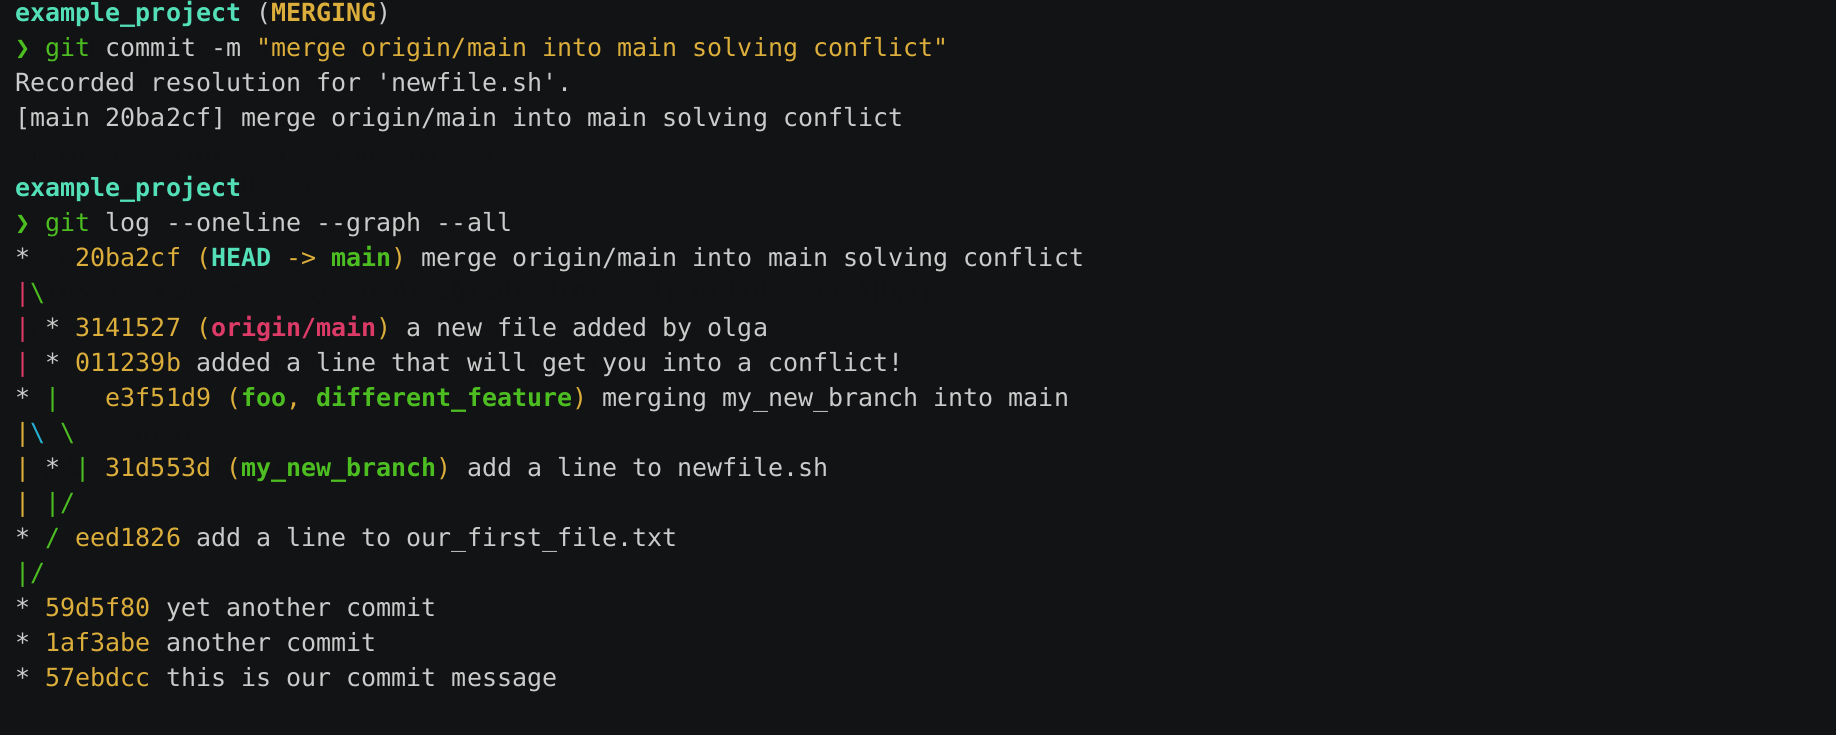 example_project (MERGING)
❯ git commit -m "merge origin/main into main solving conflict"
Recorded resolution for 'newfile.sh'.
[main 20ba2cf] merge origin/main into main solving conflict
example_project
❯ git log --oneline --graph --all
*   20ba2cf (HEAD -> main) merge origin/main into main solving conflict
|\
| * 3141527 (origin/main) a new file added by olga
| * 011239b added a line that will get you into a conflict!
* |   e3f51d9 (foo, different_feature) merging my_new_branch into main
|\ \
| * | 31d553d (my_new_branch) add a line to newfile.sh
| |/
* / eed1826 add a line to our_first_file.txt
|/
* 59d5f80 yet another commit
* 1af3abe another commit
* 57ebdcc this is our commit message